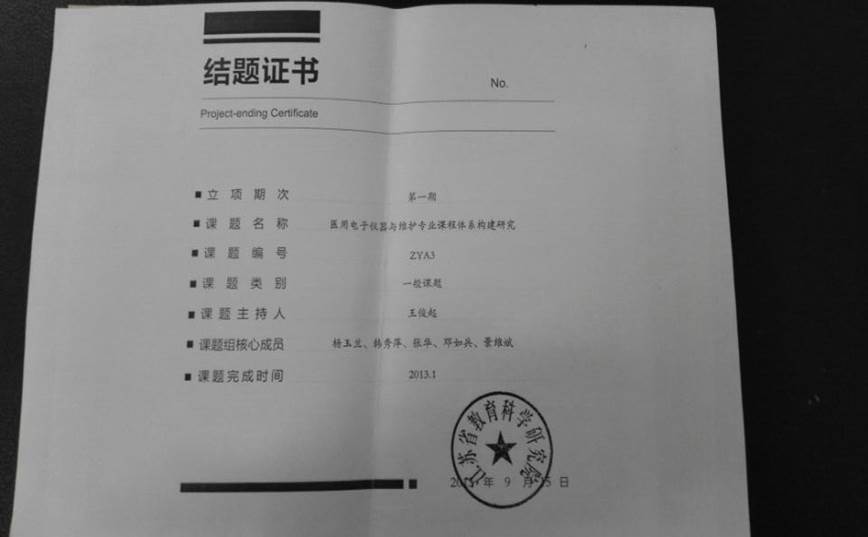 结题证书
No.
Project-ending Certificate
■ 立项期次 第一期
■ 课题名称 医用电子仪器与维护专业课程体系构建研究
■ 课题编号 ZYA3
■ 课题类别 一般课题
■ 课题主持人 王俊起
■ 课题组核心成员 杨玉兰、韩秀萍、张华、邓如兵、景维斌
■ 课题完成时间 2013.1
江苏省教育科学研究院
年 9 月 5 日